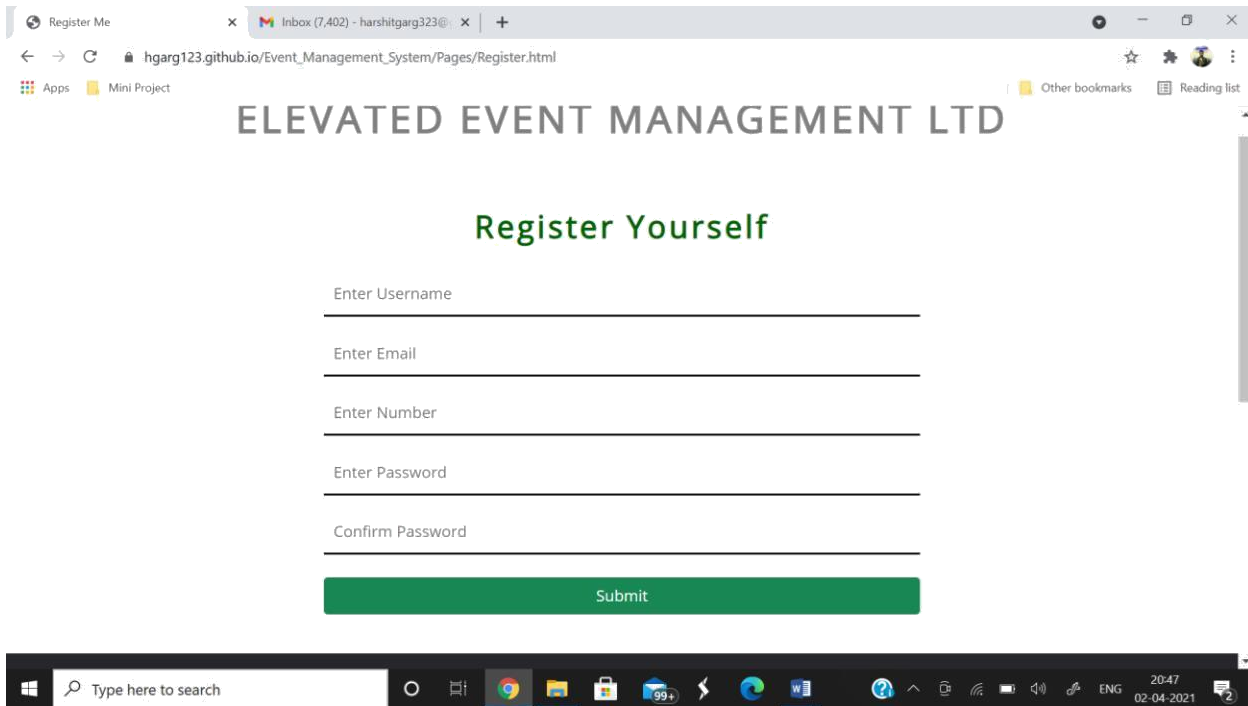 Register Me
Inbox (7,402) - harshitgarg323@
hgarg123.github.io/Event_Management_System/Pages/Register.html
Apps Mini Project Other bookmarks Reading list
ELEVATED EVENT MANAGEMENT LTD
Register Yourself
Enter Username
Enter Email
Enter Number
Enter Password
Confirm Password
Submit
Type here to search
99+
W
ENG
20:47
02-04-2021
2